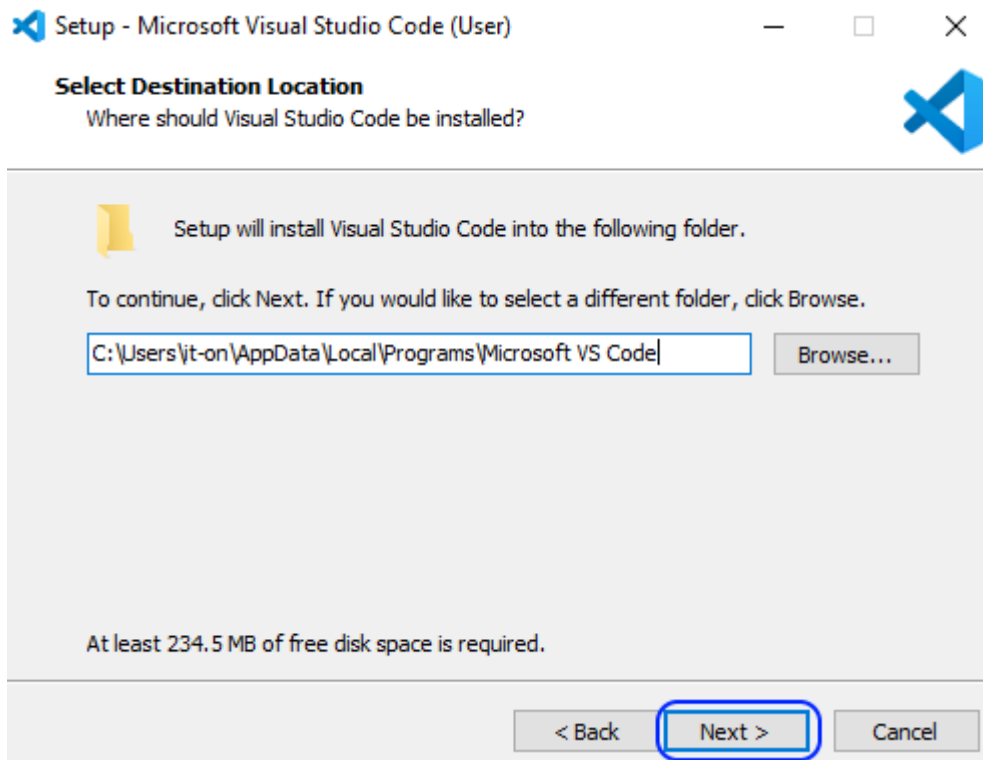 Setup - Microsoft Visual Studio Code (User)
Select Destination Location
Where should Visual Studio Code be installed?
Setup will install Visual Studio Code into the following folder.
To continue, click Next. If you would like to select a different folder, click Browse.
C:\Users\it-on\AppData\Local\Programs\Microsoft VS Code
Browse...
At least 234.5 MB of free disk space is required.
< Back
Next >
Cancel